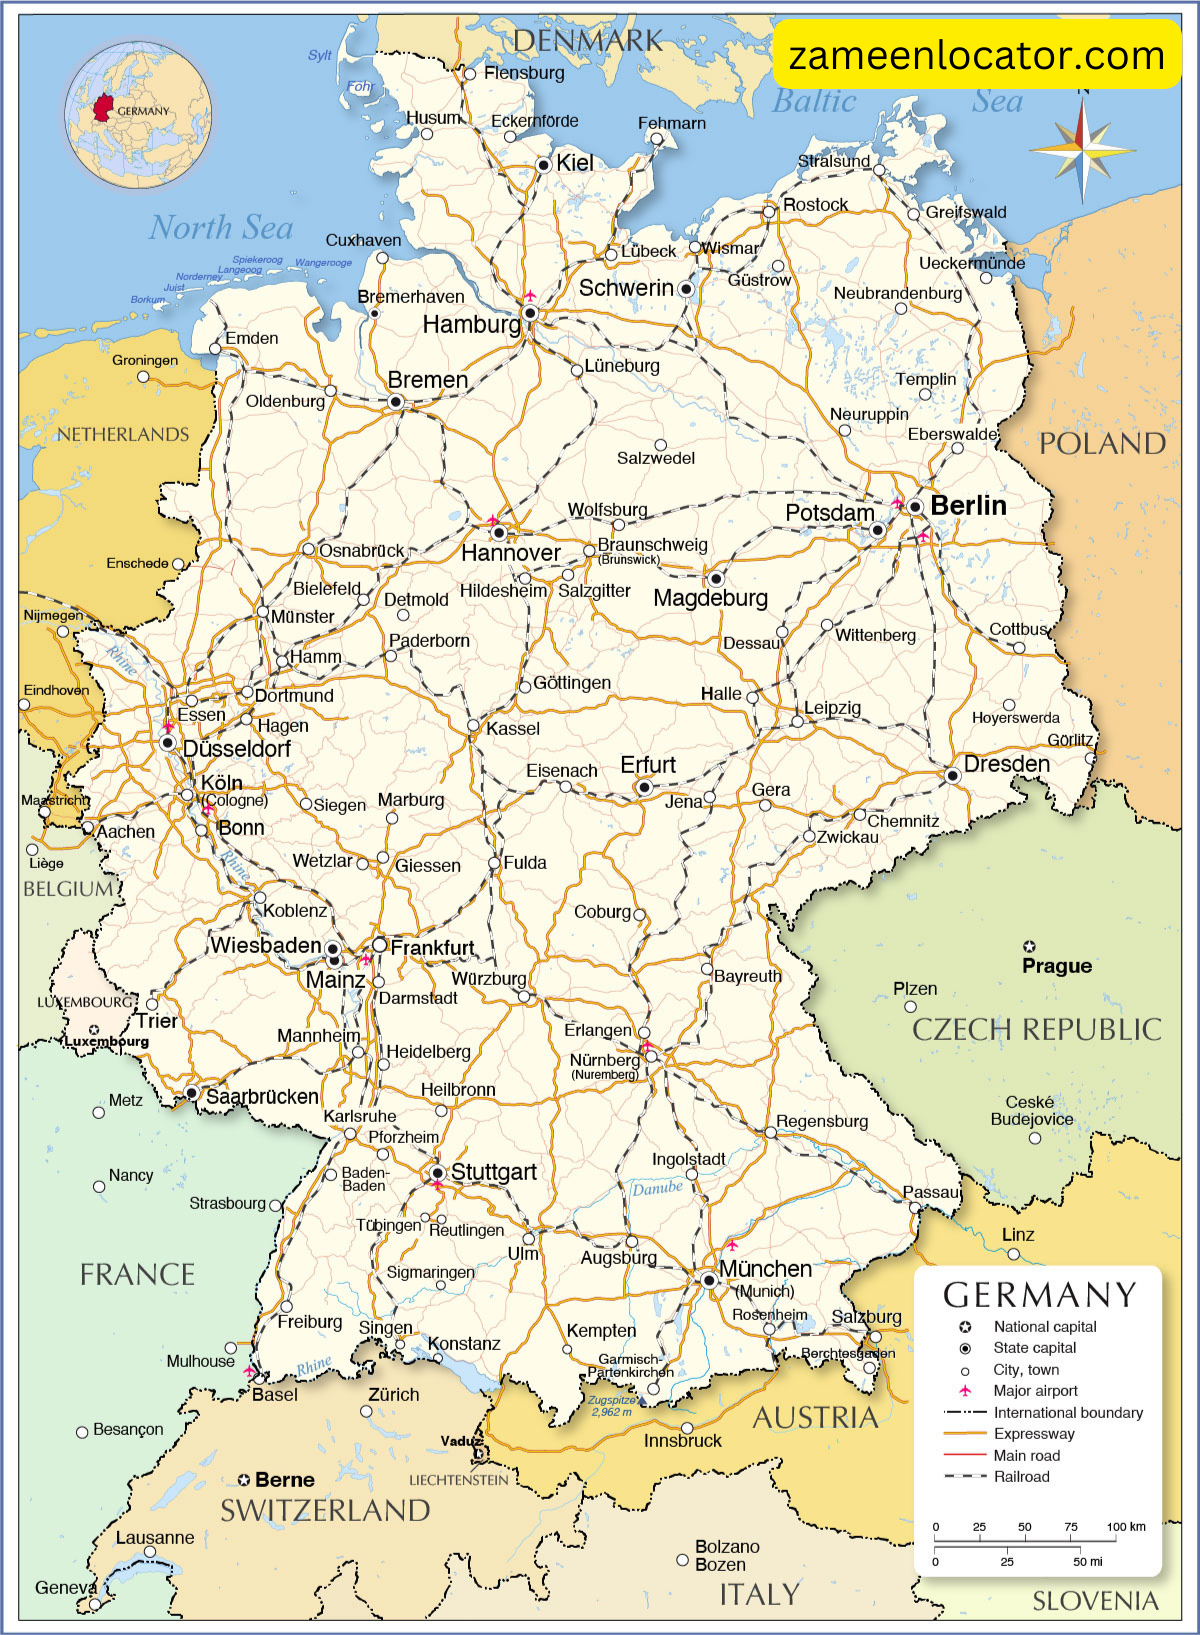 DENMARK
zameenlocator.com
Sylt
Flensburg
Föhr
Baltic Sea
N
GERMANY
Husum
Eckernförde
Fehmarn
Kiel
Stralsund
Rostock
Greifswald
North Sea
Cuxhaven
Lübeck
Wismar
Ueckermünde
Spiekeroog
Wangerooge
Langeoog
Norderney
Juist
Borkum
Güstrow
Schwerin
Neubrandenburg
Bremerhaven
Hamburg
Emden
Groningen
Lüneburg
Bremen
Templin
Oldenburg
Neuruppin
NETHERLANDS
Eberswalde
POLAND
Salzwedel
Berlin
Potsdam
Wolfsburg
Hannover
Braunschweig
(Brunswick)
Osnabrück
Enschede
Bielefeld
Detmold
Hildesheim
Salzgitter
Magdeburg
Nijmegen
Münster
Cottbus
Wittenberg
Dessau
Paderborn
Rhine
Hamm
Göttingen
Eindhoven
Dortmund
Halle
Leipzig
Hoyerswerda
Essen
Hagen
Kassel
Görlitz
Düsseldorf
Eisenach
Erfurt
Dresden
Köln
(Cologne)
Siegen
Marburg
Jena
Gera
Maastricht
Aachen
Bonn
Chemnitz
Zwickau
Liège
Wetzlar
Giessen
Fulda
Rhine
BELGIUM
Koblenz
Coburg
Wiesbaden
Frankfurt
Prague
Mainz
Würzburg
Bayreuth
Darmstadt
Plzen
LUXEMBOURG
Trier
Erlangen
CZECH REPUBLIC
Luxembourg
Mannheim
Heidelberg
Nürnberg
(Nuremberg)
Saarbrücken
Heilbronn
Metz
Karlsruhe
Ceské
Budejovice
Regensburg
Pforzheim
Nancy
Baden-
Baden
Stuttgart
Ingolstadt
Danube
Passau
Strasbourg
Tübingen
Reutlingen
Linz
Ulm
Augsburg
FRANCE
Sigmaringen
München
(Munich)
Freiburg
Singen
Kempten
Rosenheim
Salzburg
Konstanz
Mulhouse
Rhine
Garmisch-
Partenkirchen
Berchtesgaden
Basel
Zürich
Zugspitze
2,962 m
AUSTRIA
Besançon
Vaduz
Innsbruck
Berne
LIECHTENSTEIN
SWITZERLAND
Lausanne
Bolzano
Bozen
Geneva
ITALY
SLOVENIA
GERMANY
National capital
State capital
City, town
Major airport
International boundary
Expressway
Main road
Railroad
0 25 50 75 100 km
0 25 50 mi